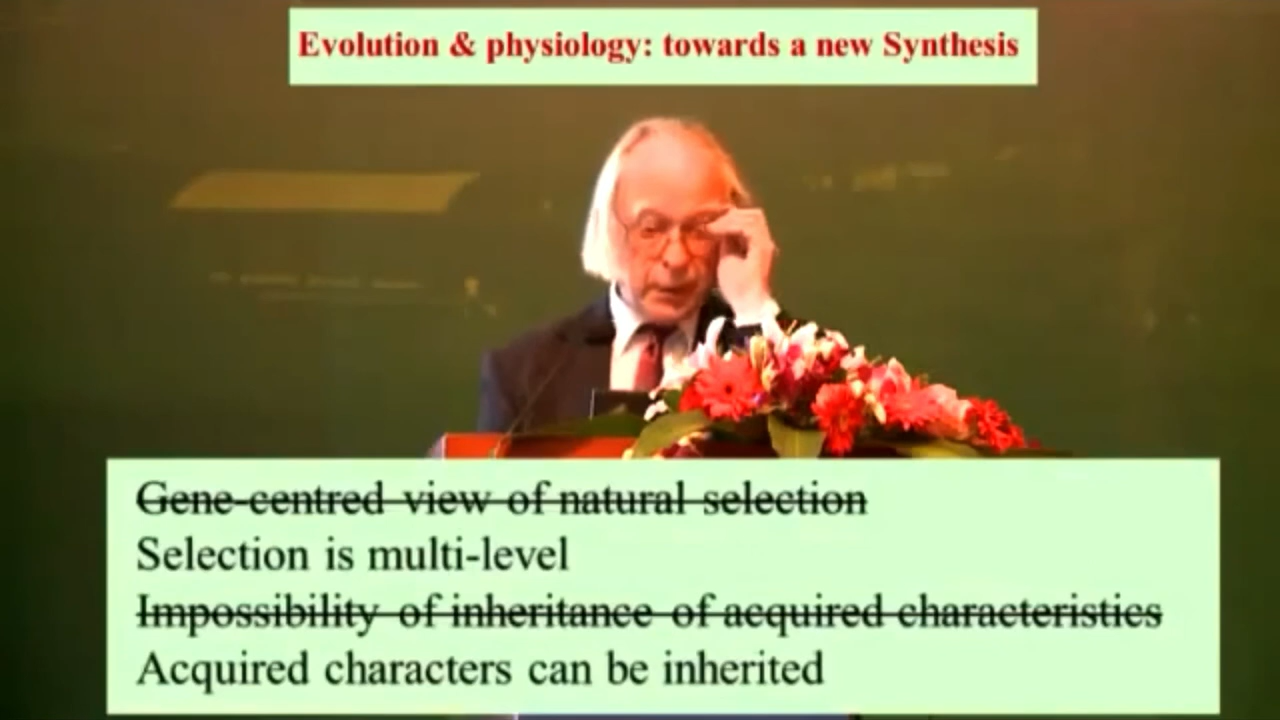 Evolution & physiology: towards a new Synthesis
Gene-centred view of natural selection
Selection is multi-level
Impossibility of inheritance of acquired characteristics
Acquired characters can be inherited